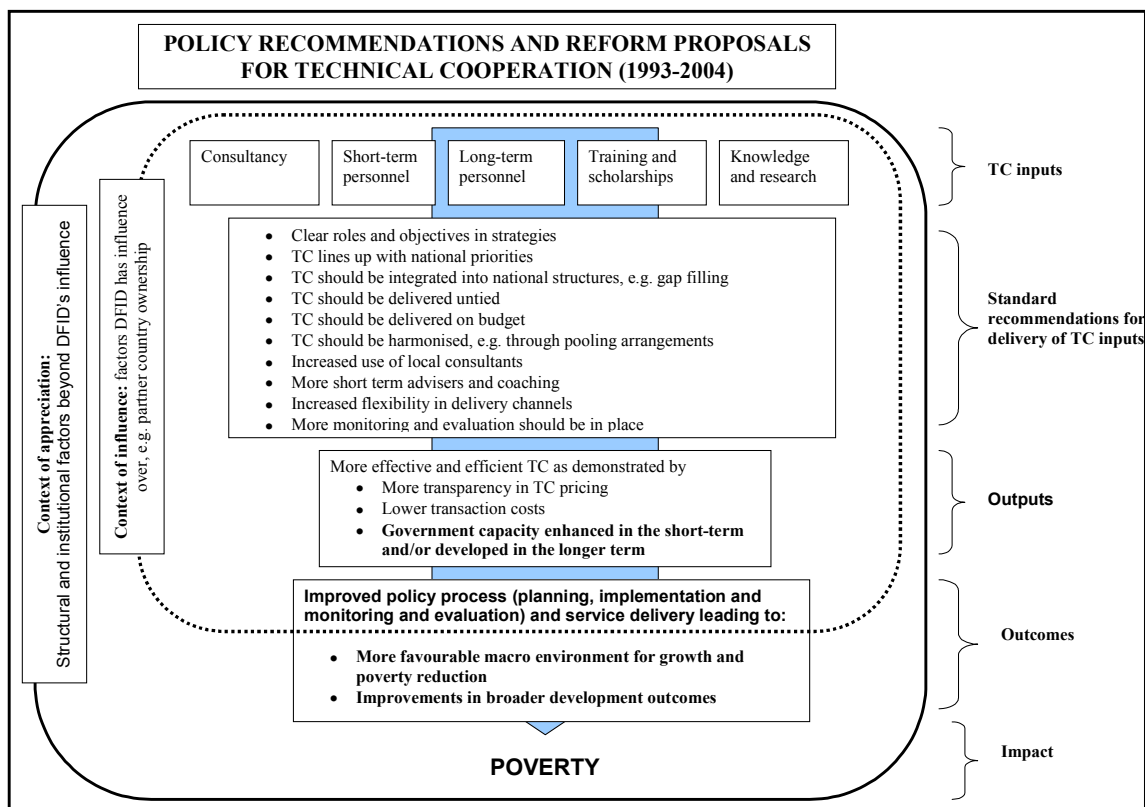 POLICY RECOMMENDATIONS AND REFORM PROPOSALS
FOR TECHNICAL COOPERATION (1993-2004)
Context of appreciation:
Structural and institutional factors beyond DFID's influence
Context of influence: factors DFID has influence
over, e.g. partner country ownership
Consultancy
Short-term
personnel
Long-term
personnel
Training and
scholarships
Knowledge
and research
TC inputs
• Clear roles and objectives in strategies
• TC lines up with national priorities
• TC should be integrated into national structures, e.g. gap filling
• TC should be delivered untied
• TC should be delivered on budget
• TC should be harmonised, e.g. through pooling arrangements
• Increased use of local consultants
• More short term advisers and coaching
• Increased flexibility in delivery channels
• More monitoring and evaluation should be in place
Standard
recommendations for
delivery of TC inputs
More effective and efficient TC as demonstrated by
• More transparency in TC pricing
• Lower transaction costs
• Government capacity enhanced in the short-term
and/or developed in the longer term
Outputs
Improved policy process (planning, implementation and
monitoring and evaluation) and service delivery leading to:
• More favourable macro environment for growth and
poverty reduction
• Improvements in broader development outcomes
Outcomes
POVERTY
Impact